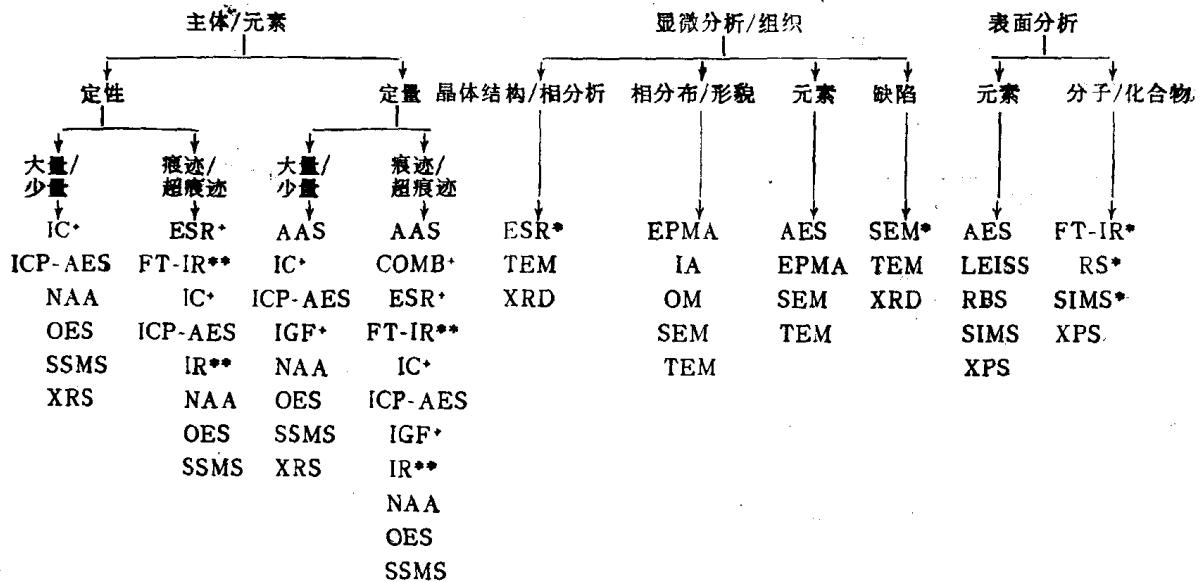 主体/元素 显微分析/组织 表面分析
定性 定量 晶体结构/相分析 相分布/形貌 元素 缺陷 元素 分子/化合物
大量/ 痕迹/ 大量/ 痕迹/
少量 超痕迹 少量 超痕迹
IC+ ESR+ AAS AAS ESR* EPMA AES SEM* AES FT-IR*
ICP-AES FT-IR** IC+ COMB+ TEM IA EPMA TEM LEISS RS*
NAA IC+ ICP-AES ESR+ XRD OM SEM XRD RBS SIMS*
OES ICP-AES IGF+ FT-IR** SEM TEM SIMS XPS
SSMS IR** NAA IC+ TEM XPS
XRS NAA OES ICP-AES
OES SSMS IGF+
SSMS XRS IR**
NAA
OES
SSMS